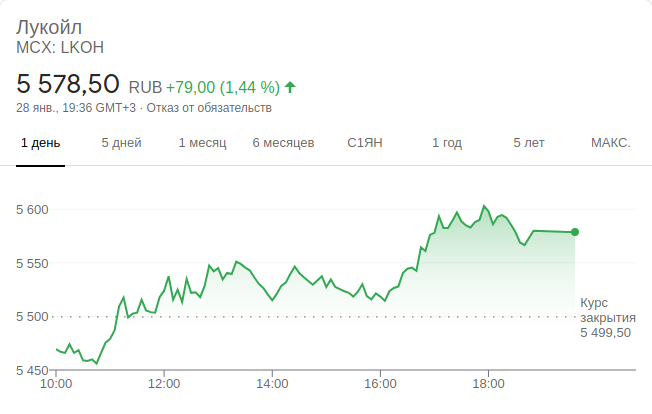 Лукойл
MCX: LKOH
5 578,50 RUB +79,00 (1,44 %)
28 янв., 19:36 GMT+3 · Отказ от обязательств
1 день 5 дней 1 месяц 6 месяцев С1ЯН 1 год 5 лет МАКС.
5 600
5 550
5 500
5 450
Курс
закрытия
5 499,50
10:00 12:00 14:00 16:00 18:00